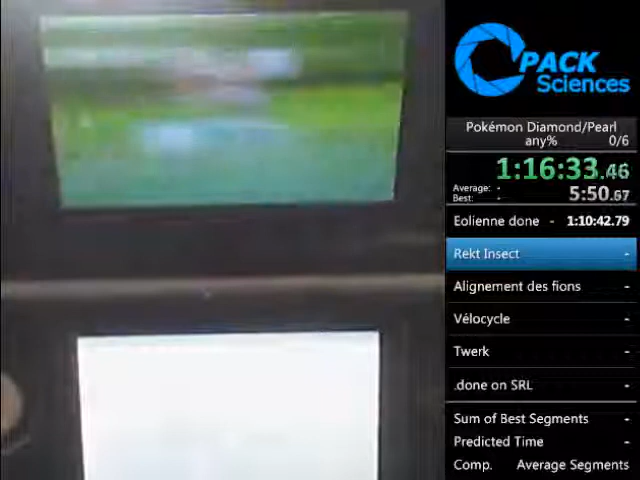 PACK
Sciences
Pokémon Diamond/Pearl
any% 0/6
1:16:33.46
Average: -
Best: - 5:50.67
Eolienne done - 1:10:42.79
Rekt Insect -
Alignement des fions -
Vélocycle -
Twerk -
.done on SRL -
Sum of Best Segments -
Predicted Time -
Comp. Average Segments